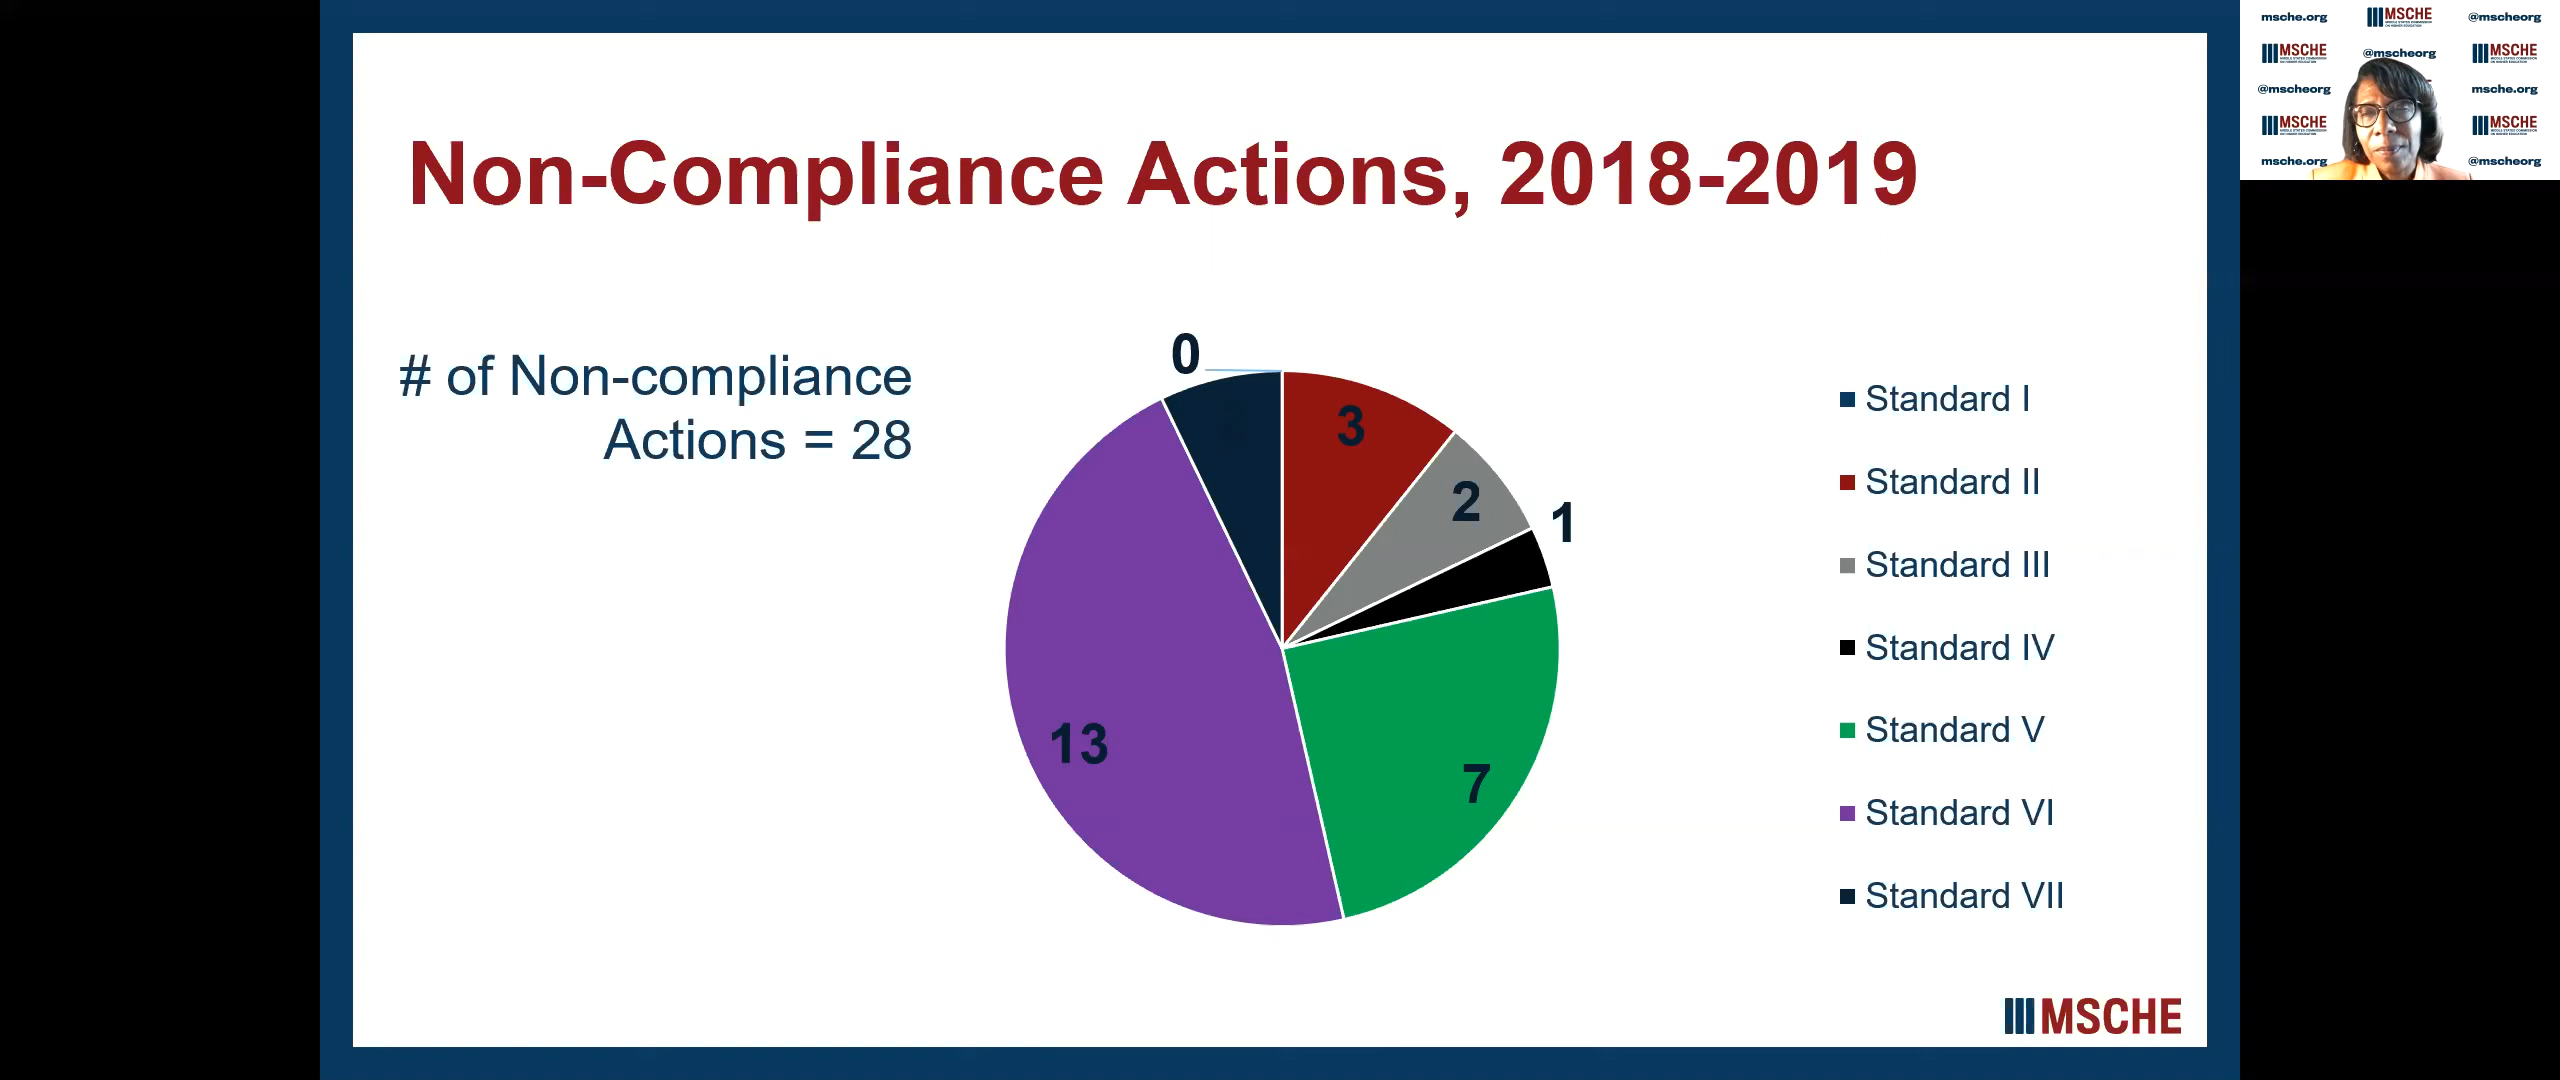 msche.org
MSCHE
@mscheorg
MSCHE
@mscheorg
MSCHE
@mscheorg
msche.org
MSCHE
MSCHE
msche.org
@mscheorg
Non-Compliance Actions, 2018-2019
# of Non-compliance
Actions = 28
0
3
2
2
1
13
7
Standard I
Standard II
Standard III
Standard IV
Standard V
Standard VI
Standard VII
MSCHE